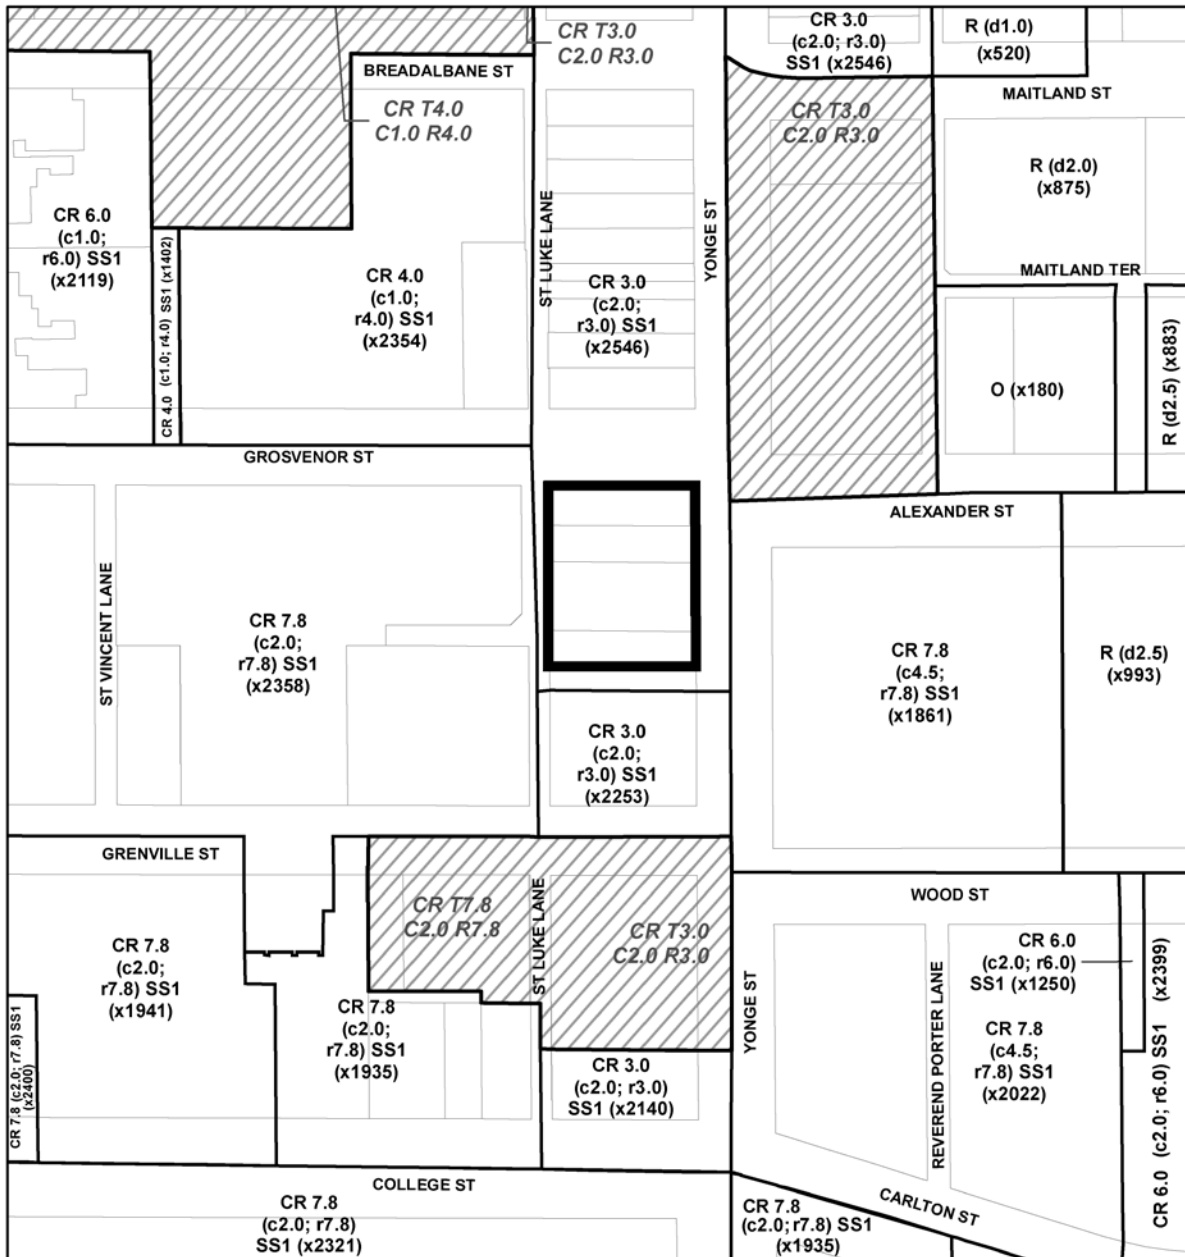 CR T3.0
C2.0 R3.0
CR 3.0
(c2.0; r3.0)
SS1 (x2546)
R (d1.0)
(x520)
BREADALBANE ST
MAITLAND ST
CR T4.0
C1.0 R4.0
CR T3.0
C2.0 R3.0
R (d2.0)
(x875)
CR 6.0
(c1.0;
r6.0) SS1
(x2119)
CR 4.0 (c1.0; r4.0) SS1 (x1402)
CR 4.0
(c1.0;
r4.0) SS1
(x2354)
ST LUKE LANE
CR 3.0
(c2.0;
r3.0) SS1
(x2546)
YONGE ST
MAITLAND TER
O (x180)
R (d2.5) (x883)
GROSVENOR ST
ALEXANDER ST
ST VINCENT LANE
CR 7.8
(c2.0;
r7.8) SS1
(x2358)
CR 7.8
(c4.5;
r7.8) SS1
(x1861)
R (d2.5)
(x993)
CR 3.0
(c2.0;
r3.0) SS1
(x2253)
GRENVILLE ST
WOOD ST
CR T7.8
C2.0 R7.8
ST LUKE LANE
CR T3.0
C2.0 R3.0
CR 7.8
(c2.0;
r7.8) SS1
(x1941)
CR 7.8
(c2.0;
r7.8) SS1
(x1935)
YONGE ST
REVEREND PORTER LANE
CR 6.0
(c2.0; r6.0)
SS1 (x1250)
CR 7.8
(c4.5;
r7.8) SS1
(x2022)
CR 6.0 (c2.0; r6.0) SS1 (x2399)
CR 7.8 (c2.0; r7.8) SS1
(x2400)
CR 3.0
(c2.0; r3.0)
SS1 (x2140)
COLLEGE ST
CARLTON ST
CR 7.8
(c2.0; r7.8)
SS1 (x2321)
CR 7.8
(c2.0; r7.8) SS1
(x1935)